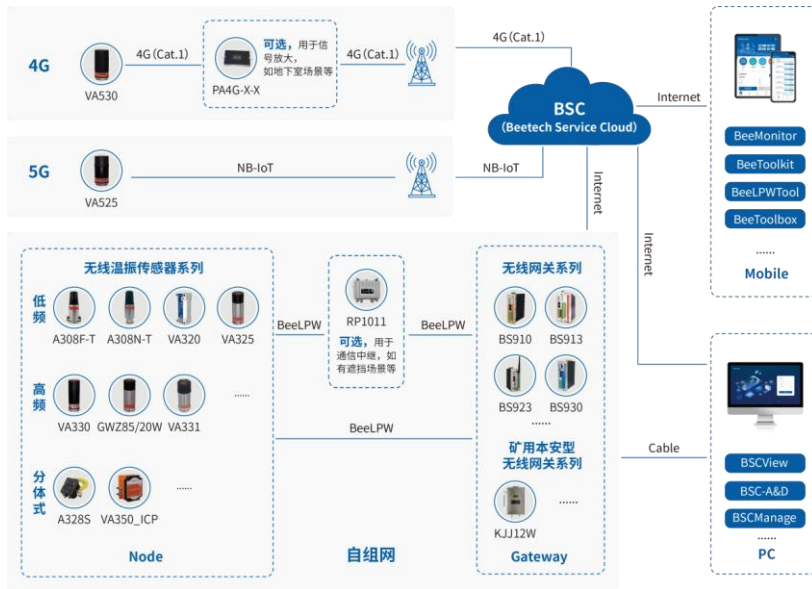 4G
VA530
4G(Cat.1)
可选，用于信
号放大，
如地下室场景等
PA4G-X-X
4G(Cat.1)
4G(Cat.1)
BSC
(Beetech Service Cloud)
Internet
BeeMonitor
BeeToolkit
BeeLPWTool
BeeToolbox
......
Mobile
5G
VA525
NB-IoT
NB-IoT
Internet
Internet
无线温振传感器系列
低频
A308F-T
A308N-T
VA320
VA325
高频
VA330
GWZ85/20W
VA331
......
分体式
A328S
VA350_ICP
......
Node
BeeLPW
RP1011
可选，用于
通信中继，如
有遮挡场景等
BeeLPW
BeeLPW
自组网
无线网关系列
BS910
BS913
BS923
BS930
......
矿用本安型
无线网关系列
KJJ12W
......
Gateway
Cable
BSCView
BSC-A&D
BSCManage
......
PC